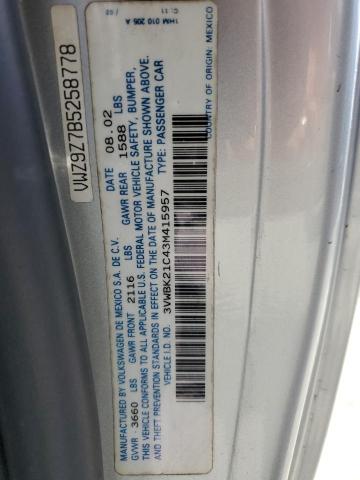 VWZ9Z7B5258778
MANUFACTURED BY VOLKSWAGEN DE MEXICO S.A. DE C.V. DATE 08.02
GVWR 3660 LBS GAWR FRONT 2116 LBS GAWR REAR 1588 LBS
THIS VEHICLE CONFORMS TO ALL APPLICABLE U.S. FEDERAL MOTOR VEHICLE SAFETY, BUMPER,
AND THEFT PREVENTION STANDARDS IN EFFECT ON THE DATE OF MANUFACTURE SHOWN ABOVE.
VEHICLE I.D. NO. 3VWBK21C43M415957 TYPE: PASSENGER CAR
COUNTRY OF ORIGIN: MEXICO
1HM 010 205 A